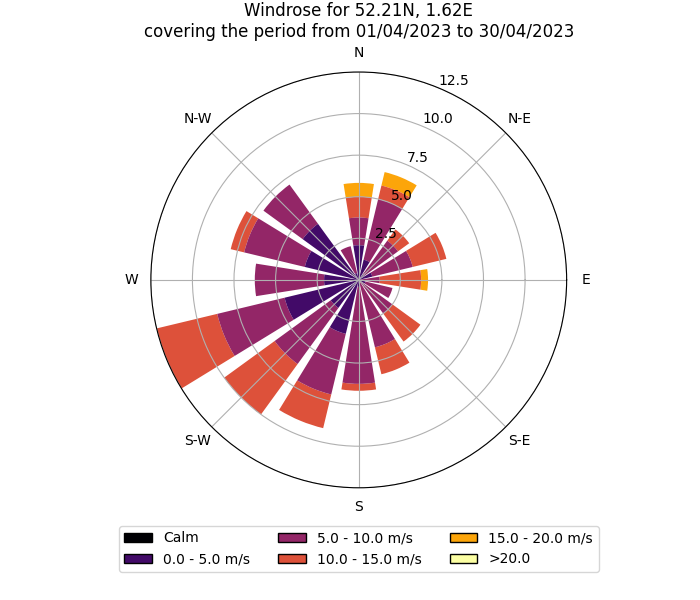 Windrose for 52.21N, 1.62E
covering the period from 01/04/2023 to 30/04/2023
N
12.5
10.0
N-W
N-E
7.5
5.0
2.5
W
E
S-W
S-E
S
Calm
5.0 - 10.0 m/s
15.0 - 20.0 m/s
0.0 - 5.0 m/s
10.0 - 15.0 m/s
>20.0